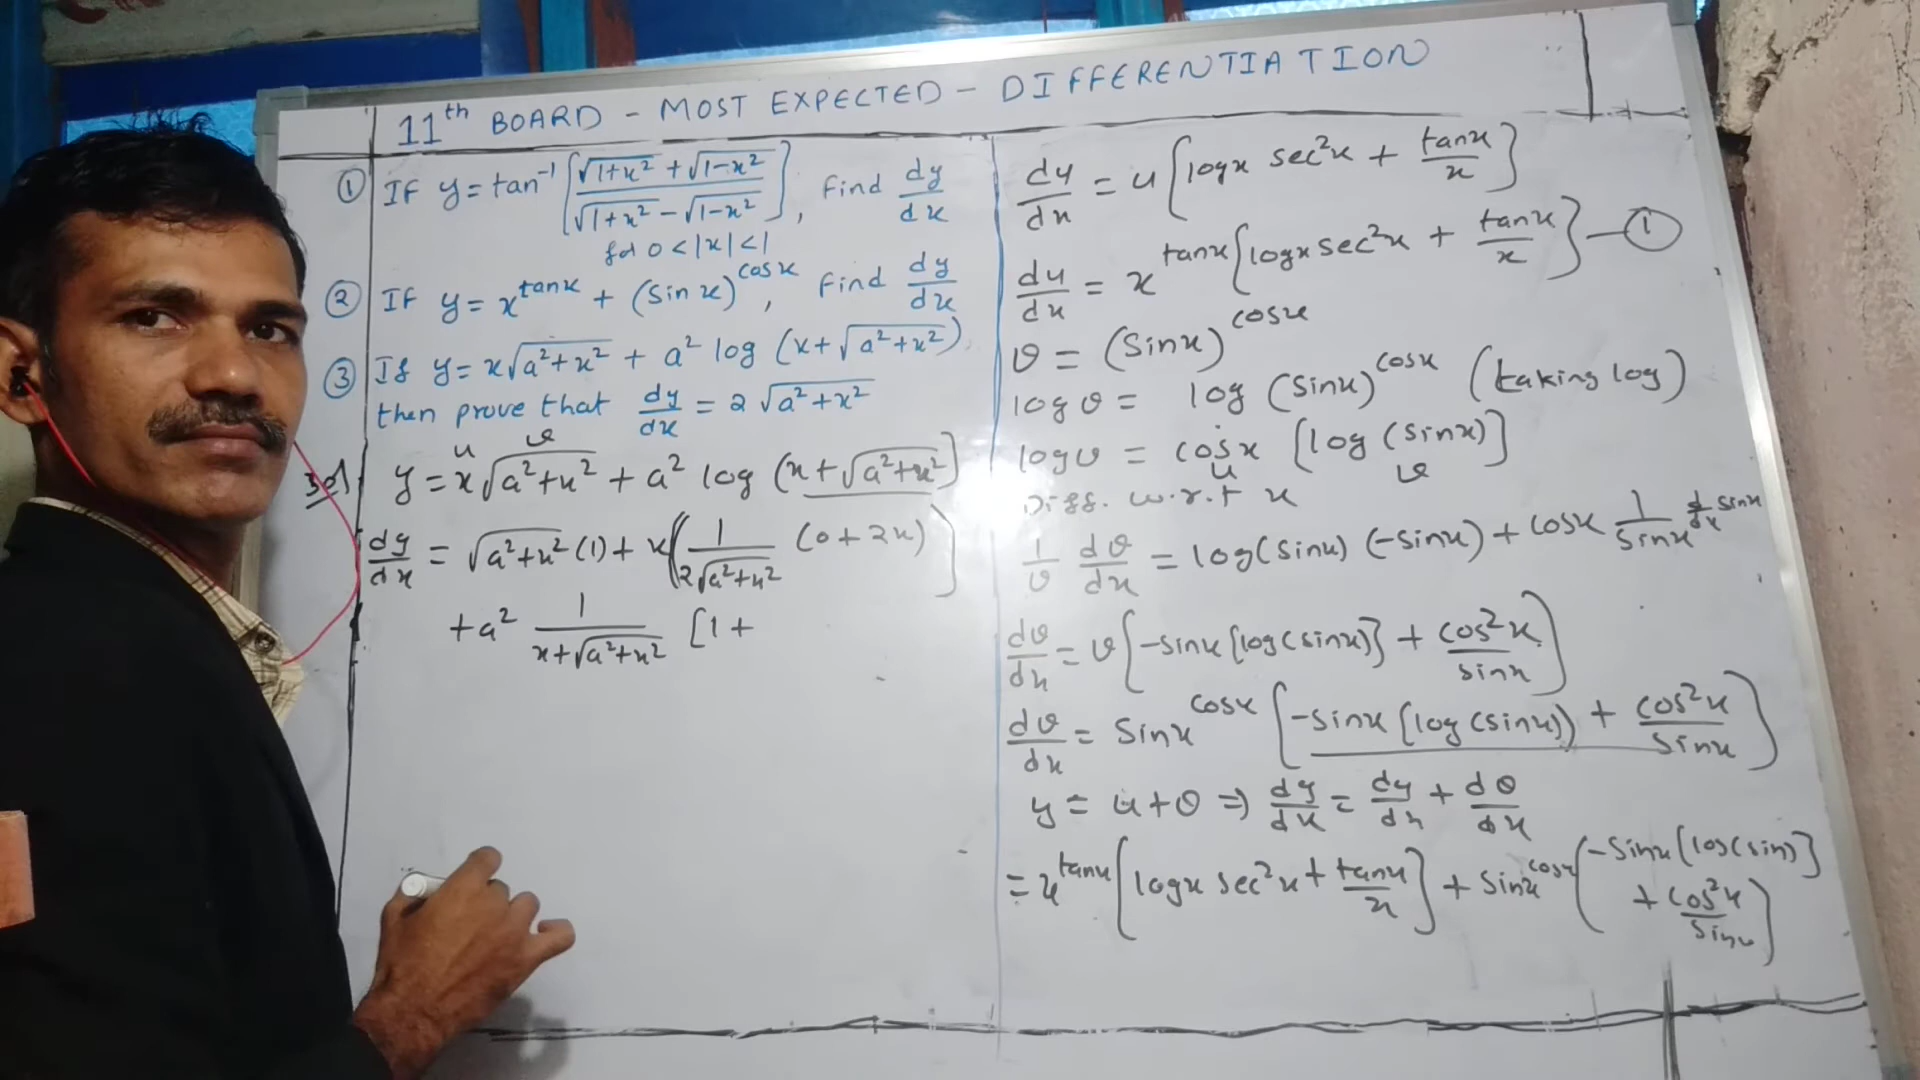 11th BOARD - MOST EXPECTED - DIFFERENTIATION
① If y = tan⁻¹ [(√1+x² + √1-x²) / (√1+x² - √1-x²)], Find dy/dx
for 0 < |x| < 1
② If y = x^tanx + (sin x)^cosx, Find dy/dx
③ If y = x√a²+x² + a² log (x+√a²+x²)
then prove that dy/dx = 2 √a²+x²
u v
3 sol y = x√a²+x² + a² log (x+√a²+x²)
dy/dx = √a²+x² (1) + x (1/2√a²+x² (0+2x))
+ a² 1/(x+√a²+x²) [1 +
du/dx = u [logx sec²x + tanx/x]
du/dx = x^tanx [logx sec²x + tanx/x] — ①
v = (sinx)^cosx
log v = log (sinx)^cosx (taking log)
log v = cosx [log (sinx)]
u v
Diff. w.r.t x
1/v dv/dx = log(sinx) (-sinx) + cosx 1/sinx d/dx sinx
dv/dx = v [-sinx [log(sinx)] + cos²x/sinx]
dv/dx = sinx^cosx [-sinx [log(sinx)] + cos²x/sinx]
y = u + v ⇒ dy/dx = dy/dx + dv/dx
= x^tanx [logx sec²x + tanx/x] + sinx^cosx [-sinx [log(sin)]
+ cos²x/sinx]